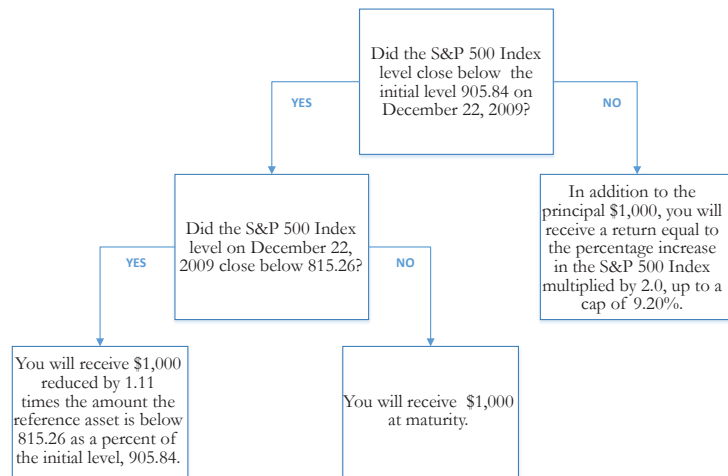 Did the S&P 500 Index
level close below the
initial level 905.84 on
December 22, 2009?
YES
NO
Did the S&P 500 Index
level on December 22,
2009 close below 815.26?
In addition to the
principal $1,000, you will
receive a return equal to
the percentage increase
in the S&P 500 Index
multiplied by 2.0, up to a
cap of 9.20%.
YES
NO
You will receive $1,000
reduced by 1.11
times the amount the
reference asset is below
815.26 as a percent of
the initial level, 905.84.
You will receive $1,000
at maturity.